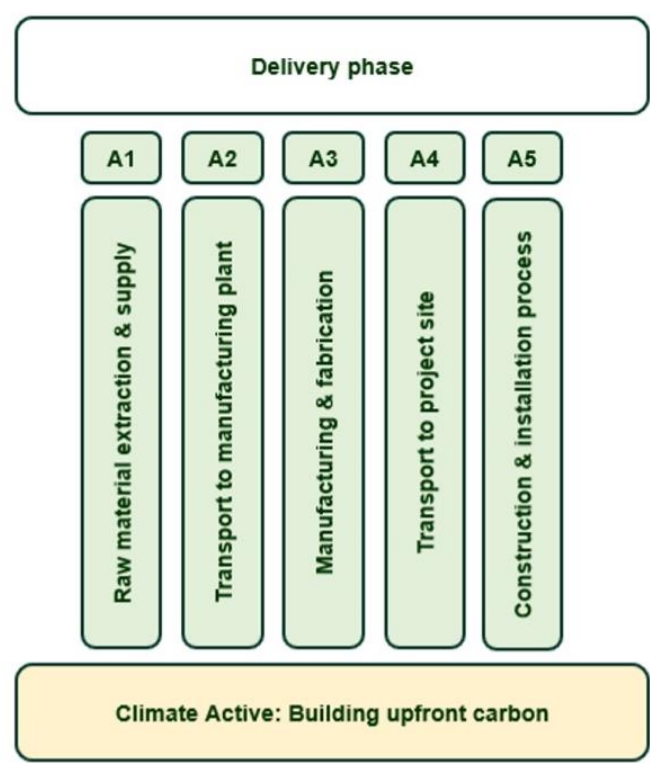 Delivery phase
A1
A2
A3
A4
A5
Raw material extraction & supply
Transport to manufacturing plant
Manufacturing & fabrication
Transport to project site
Construction & installation process
Climate Active: Building upfront carbon